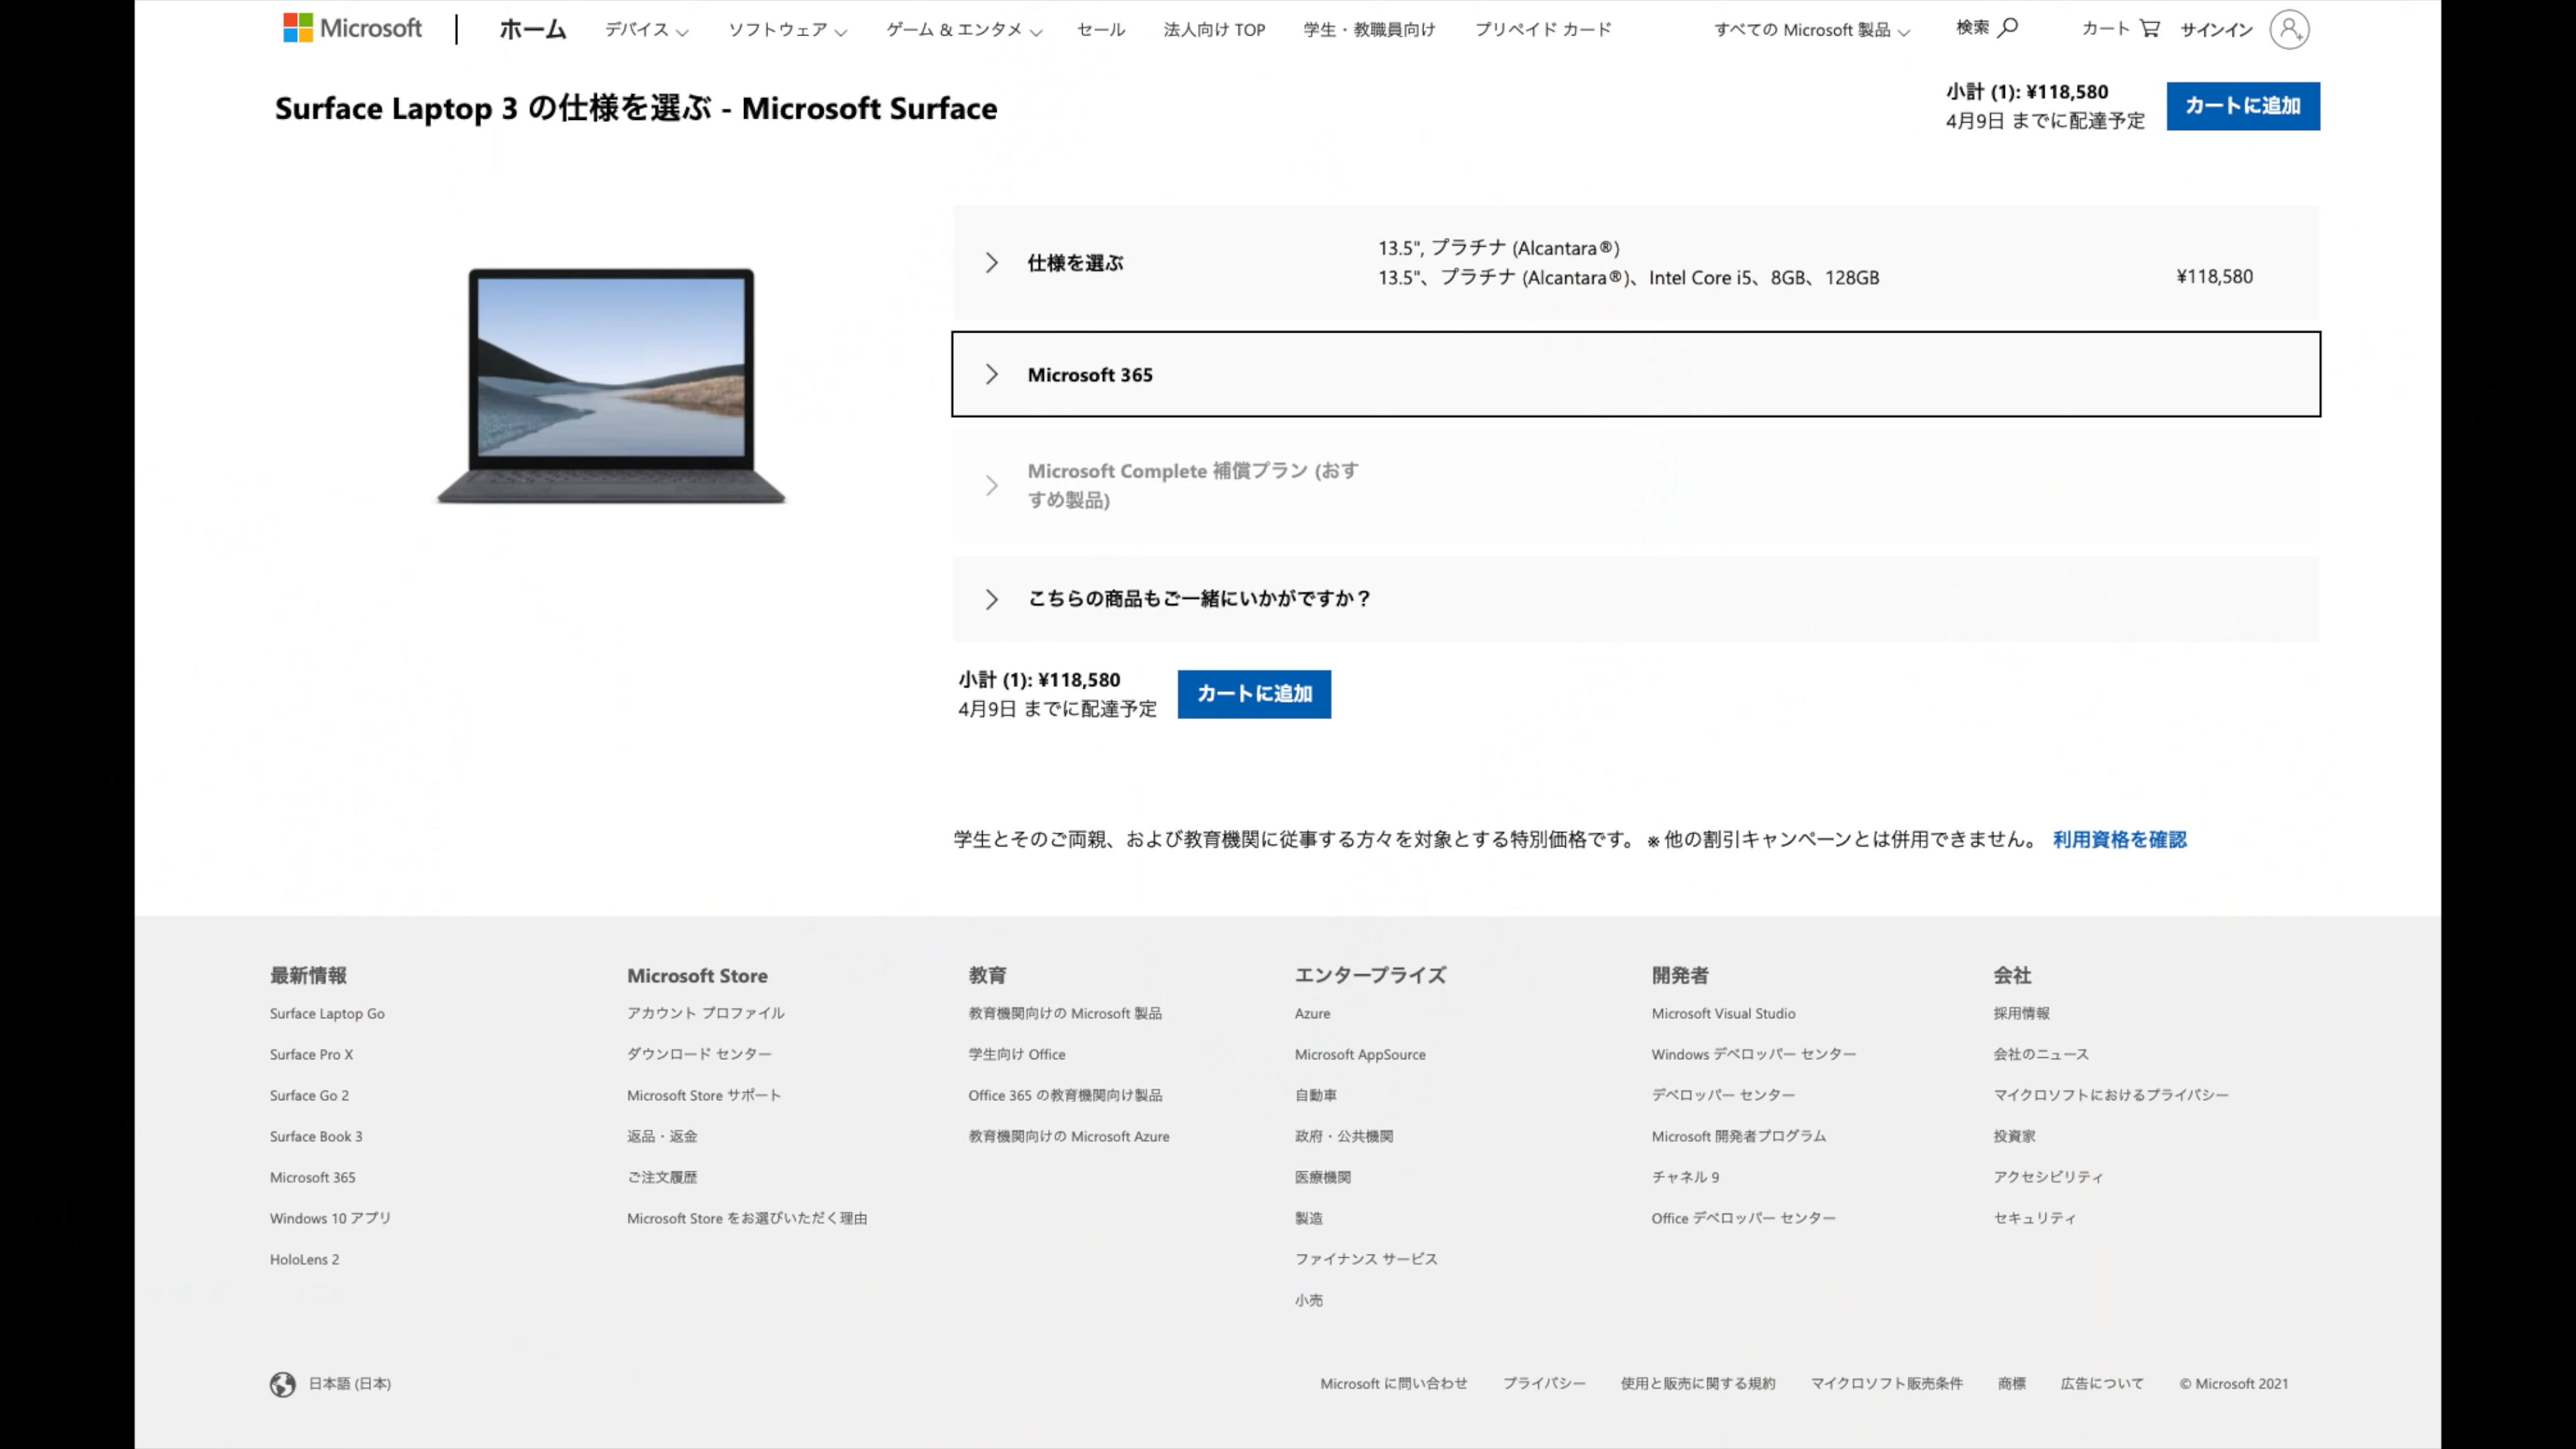 Microsoft
ホーム
デバイス
ソフトウェア
ゲーム & エンタメ
セール
法人向け TOP
学生・教職員向け
プリペイド カード
すべての Microsoft 製品
検索
カート
サインイン
Surface Laptop 3 の仕様を選ぶ - Microsoft Surface
小計 (1): ¥118,580
4月9日 までに配達予定
カートに追加
仕様を選ぶ
13.5", プラチナ (Alcantara®)
13.5"、プラチナ (Alcantara®)、Intel Core i5、8GB、128GB
¥118,580
Microsoft 365
Microsoft Complete 補償プラン (おす
すめ製品)
こちらの商品もご一緒にいかがですか？
小計 (1): ¥118,580
4月9日 までに配達予定
カートに追加
学生とそのご両親、および教育機関に従事する方々を対象とする特別価格です。 ※ 他の割引キャンペーンとは併用できません。 利用資格を確認
最新情報
Surface Laptop Go
Surface Pro X
Surface Go 2
Surface Book 3
Microsoft 365
Windows 10 アプリ
HoloLens 2
Microsoft Store
アカウント プロファイル
ダウンロード センター
Microsoft Store サポート
返品・返金
ご注文履歴
Microsoft Store をお選びいただく理由
教育
教育機関向けの Microsoft 製品
学生向け Office
Office 365 の教育機関向け製品
教育機関向けの Microsoft Azure
エンタープライズ
Azure
Microsoft AppSource
自動車
政府・公共機関
医療機関
製造
ファイナンス サービス
小売
開発者
Microsoft Visual Studio
Windows デベロッパー センター
デベロッパー センター
Microsoft 開発者プログラム
チャネル 9
Office デベロッパー センター
会社
採用情報
会社のニュース
マイクロソフトにおけるプライバシー
投資家
アクセシビリティ
セキュリティ
日本語 (日本)
Microsoft に問い合わせ
プライバシー
使用と販売に関する規約
マイクロソフト販売条件
商標
広告について
© Microsoft 2021